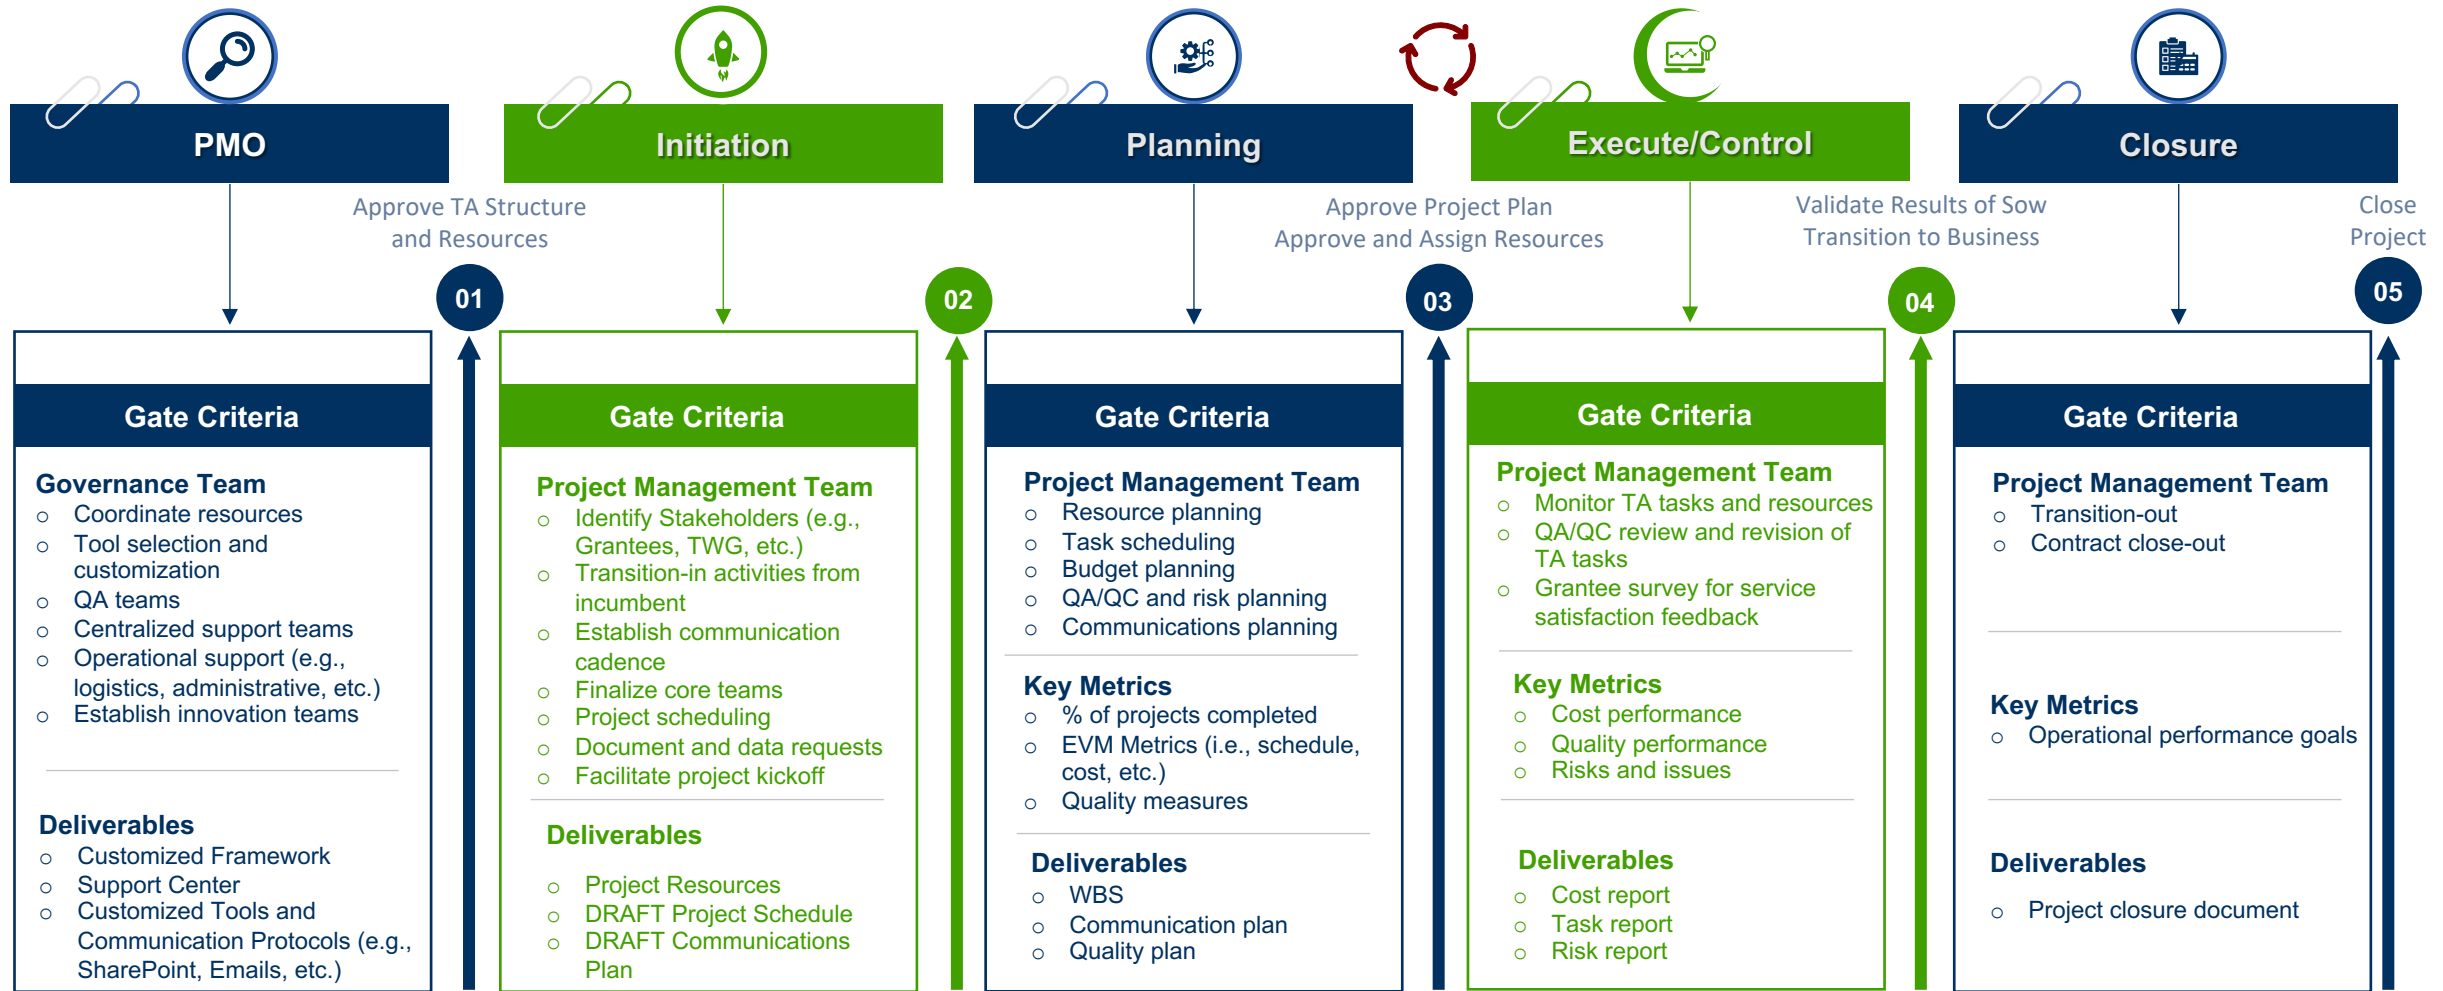 PMO
Initiation
Planning
Execute/Control
Closure
Approve TA Structure
and Resources
Approve Project Plan
Approve and Assign Resources
Validate Results of Sow
Transition to Business
Close
Project
01
02
03
04
05
Gate Criteria
Governance Team
o Coordinate resources
o Tool selection and
customization
o QA teams
o Centralized support teams
o Operational support (e.g.,
logistics, administrative, etc.)
o Establish innovation teams
Deliverables
o Customized Framework
o Support Center
o Customized Tools and
Communication Protocols (e.g.,
SharePoint, Emails, etc.)
Gate Criteria
Project Management Team
o Identify Stakeholders (e.g.,
Grantees, TWG, etc.)
o Transition-in activities from
incumbent
o Establish communication
cadence
o Finalize core teams
o Project scheduling
o Document and data requests
o Facilitate project kickoff
Deliverables
o Project Resources
o DRAFT Project Schedule
o DRAFT Communications
Plan
Gate Criteria
Project Management Team
o Resource planning
o Task scheduling
o Budget planning
o QA/QC and risk planning
o Communications planning
Key Metrics
o % of projects completed
o EVM Metrics (i.e., schedule,
cost, etc.)
o Quality measures
Deliverables
o WBS
o Communication plan
o Quality plan
Gate Criteria
Project Management Team
o Monitor TA tasks and resources
o QA/QC review and revision of
TA tasks
o Grantee survey for service
satisfaction feedback
Key Metrics
o Cost performance
o Quality performance
o Risks and issues
Deliverables
o Cost report
o Task report
o Risk report
Gate Criteria
Project Management Team
o Transition-out
o Contract close-out
Key Metrics
o Operational performance goals
Deliverables
o Project closure document